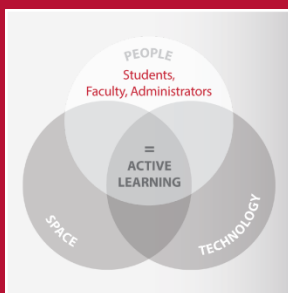 PEOPLE
Students,
Faculty, Administrators
=
ACTIVE
LEARNING
SPACE
TECHNOLOGY